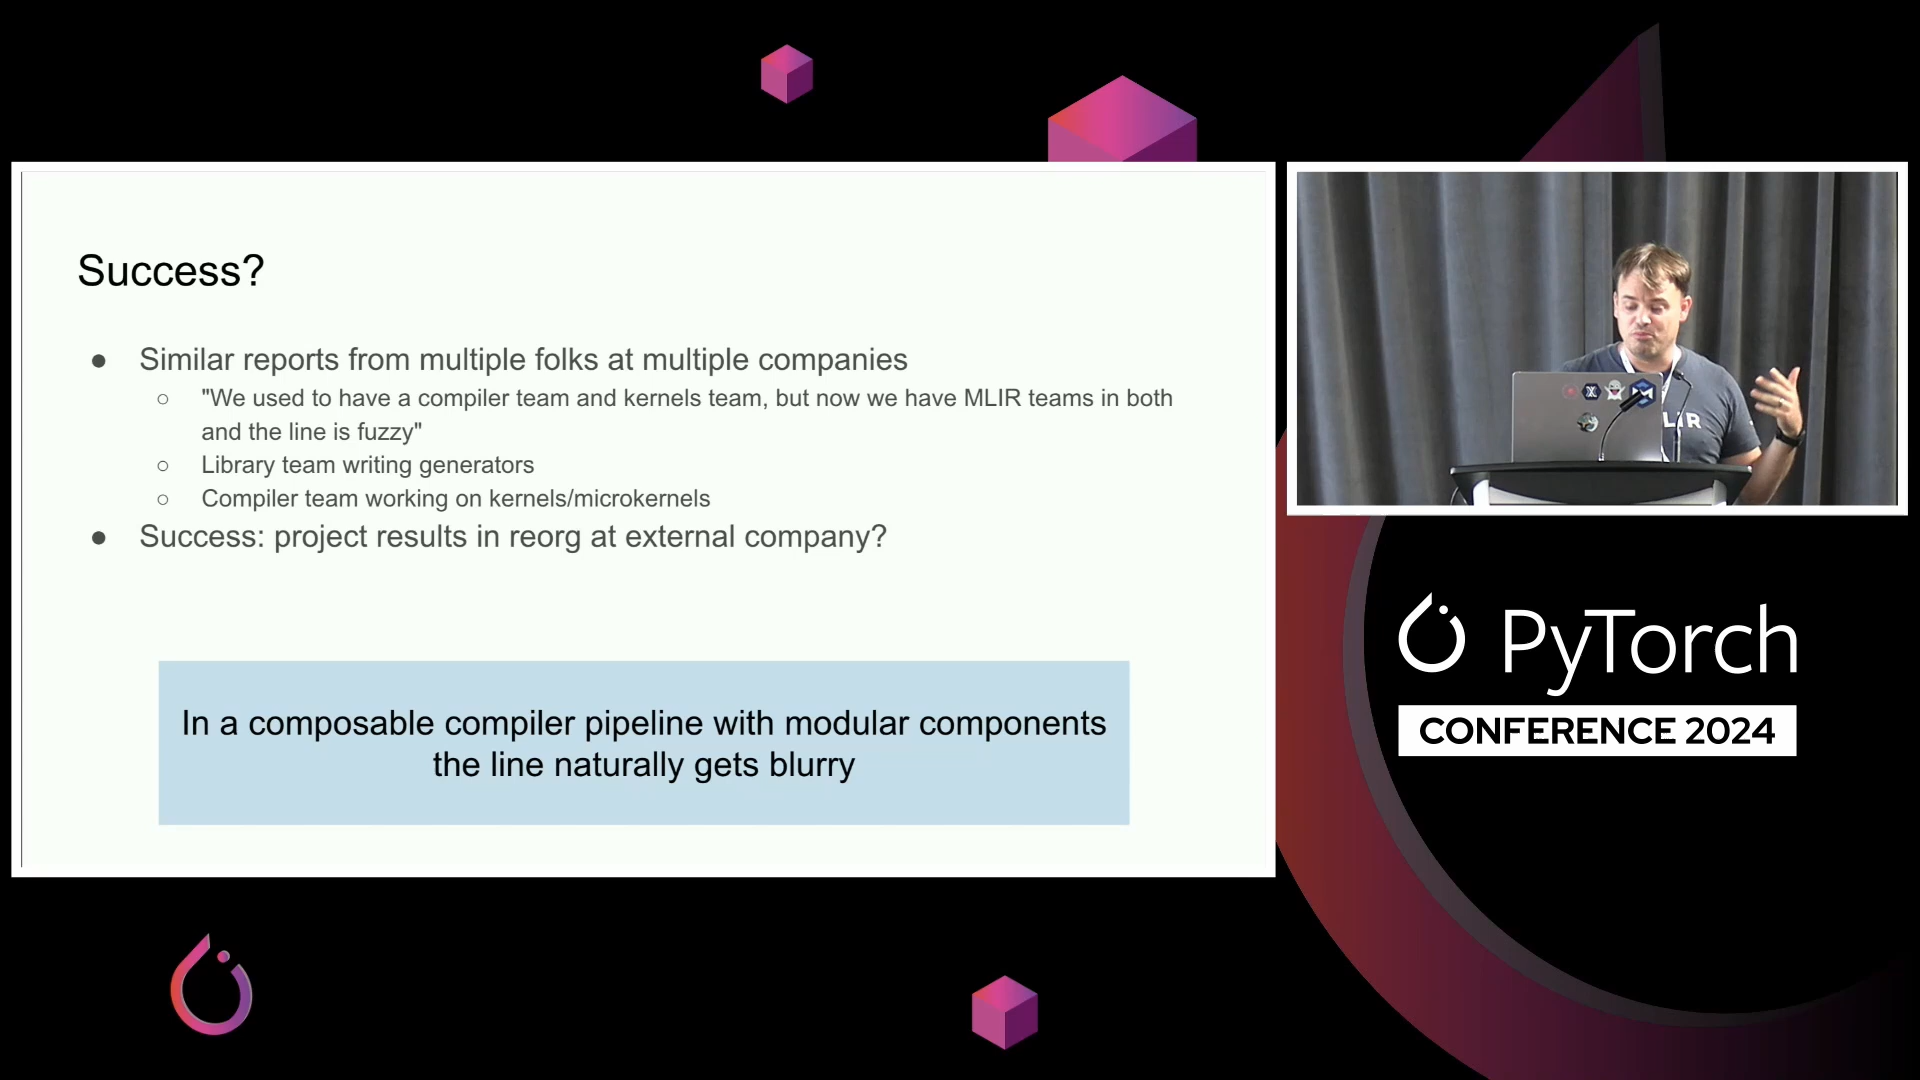 Success?
● Similar reports from multiple folks at multiple companies
○ "We used to have a compiler team and kernels team, but now we have MLIR teams in both
and the line is fuzzy"
○ Library team writing generators
○ Compiler team working on kernels/microkernels
● Success: project results in reorg at external company?
In a composable compiler pipeline with modular components
the line naturally gets blurry
LIR
PyTorch
CONFERENCE 2024